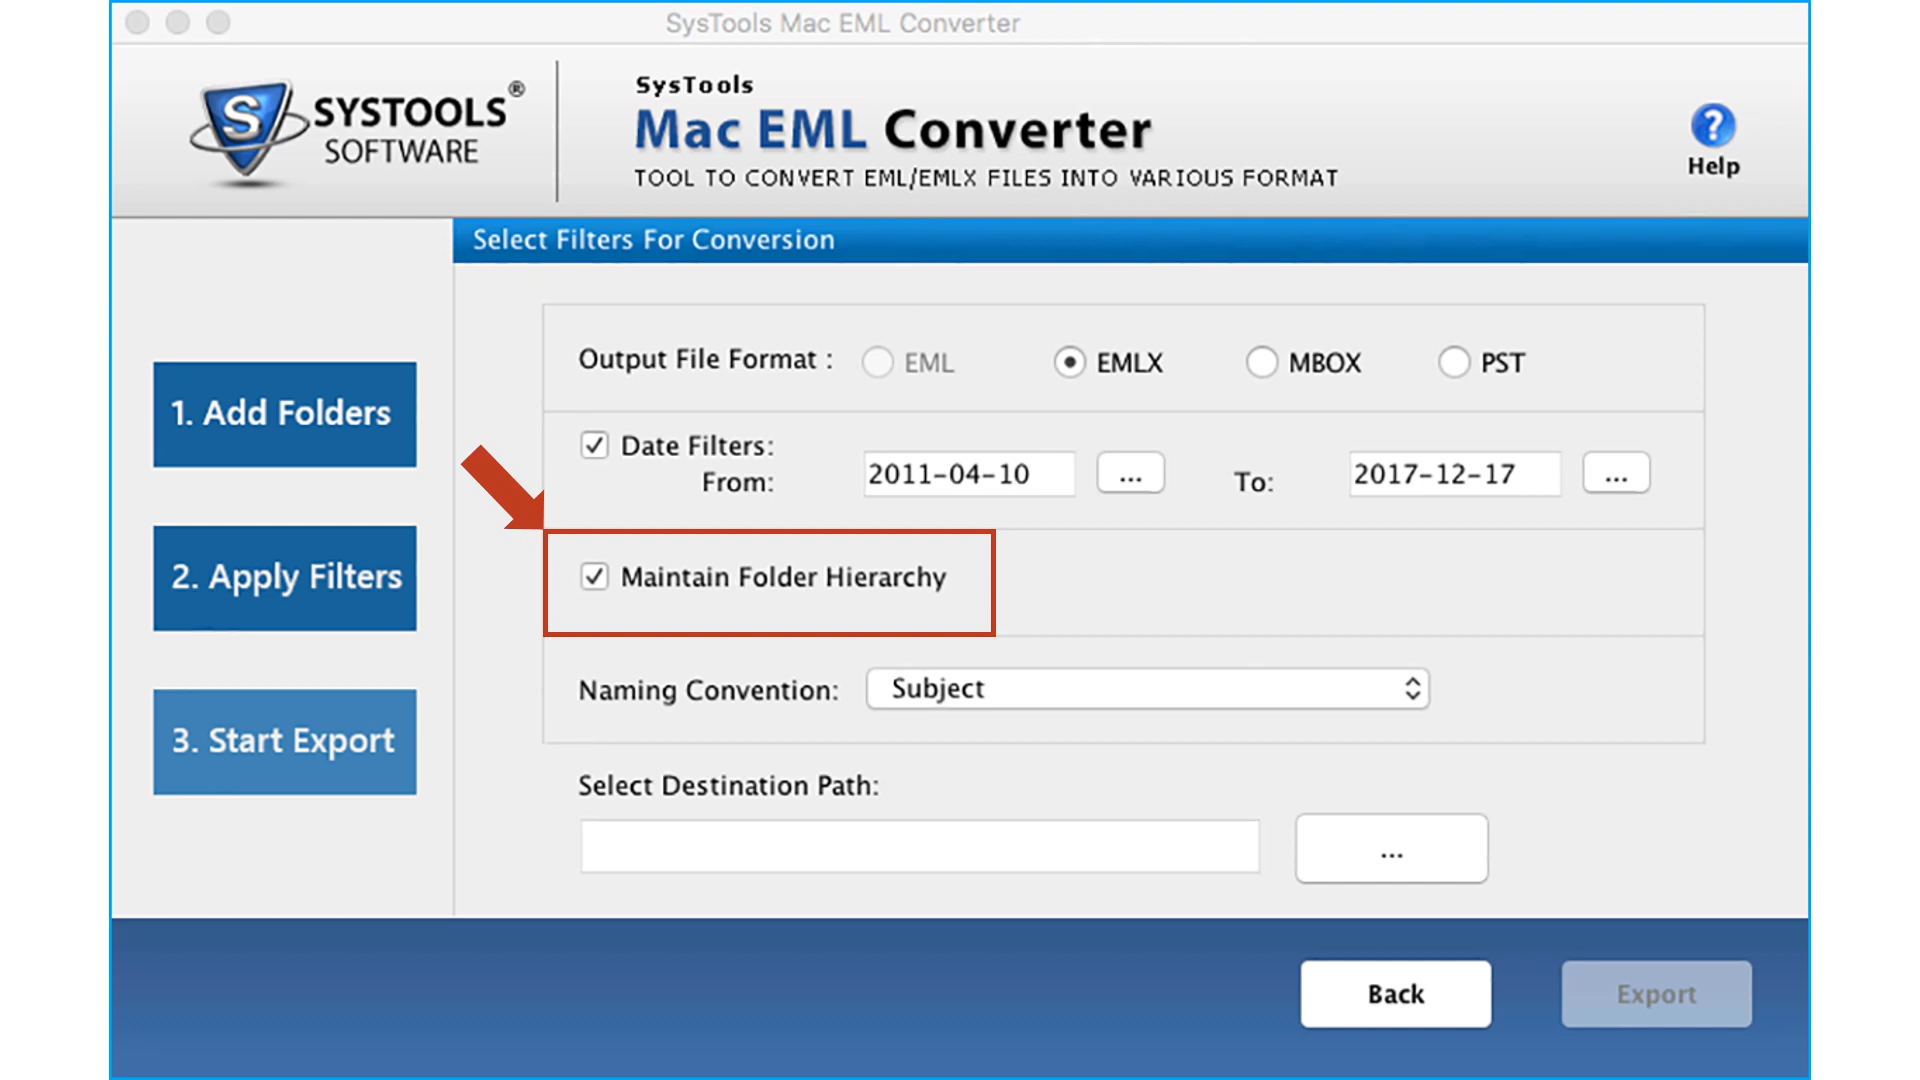 SysTools Mac EML Converter
S
SYSTOOLS®
SOFTWARE
SysTools
Mac EML Converter
TOOL TO CONVERT EML/EMLX FILES INTO VARIOUS FORMAT
?
Help
Select Filters For Conversion
1. Add Folders
2. Apply Filters
3. Start Export
Output File Format : EML EMLX MBOX PST
Date Filters:
From: 2011-04-10 ... To: 2017-12-17 ...
Maintain Folder Hierarchy
Naming Convention: Subject
Select Destination Path:
...
Back Export